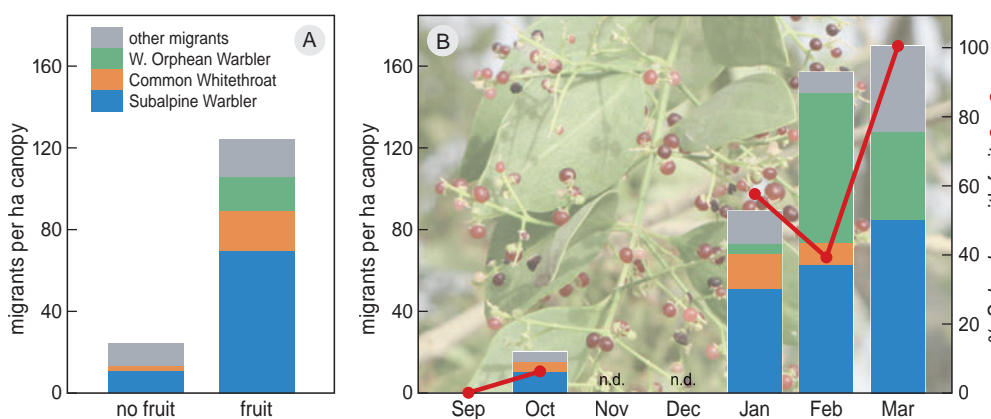 A
other migrants
W. Orphean Warbler
Common Whitethroat
Subalpine Warbler
migrants per ha canopy
160
120
80
40
0
no fruit
fruit
B
migrants per ha canopy
160
120
80
40
0
n.d.
n.d.
Sep
Oct
Nov
Dec
Jan
Feb
Mar
100
80
60
40
20
0